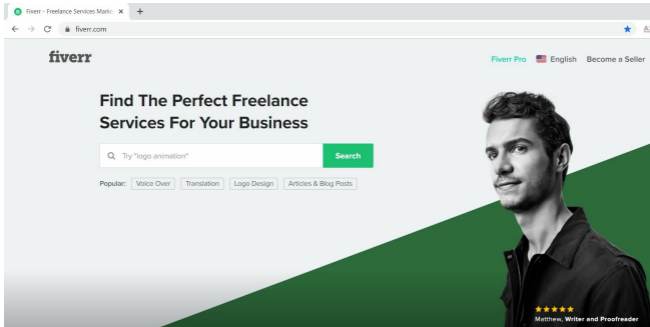 Fiverr - Freelance Services Marke
fiverr.com
fiverr
Fiverr Pro English Become a Seller
Find The Perfect Freelance
Services For Your Business
Try "logo animation" Search
Popular: Voice Over Translation Logo Design Articles & Blog Posts
Matthew, Writer and Proofreader